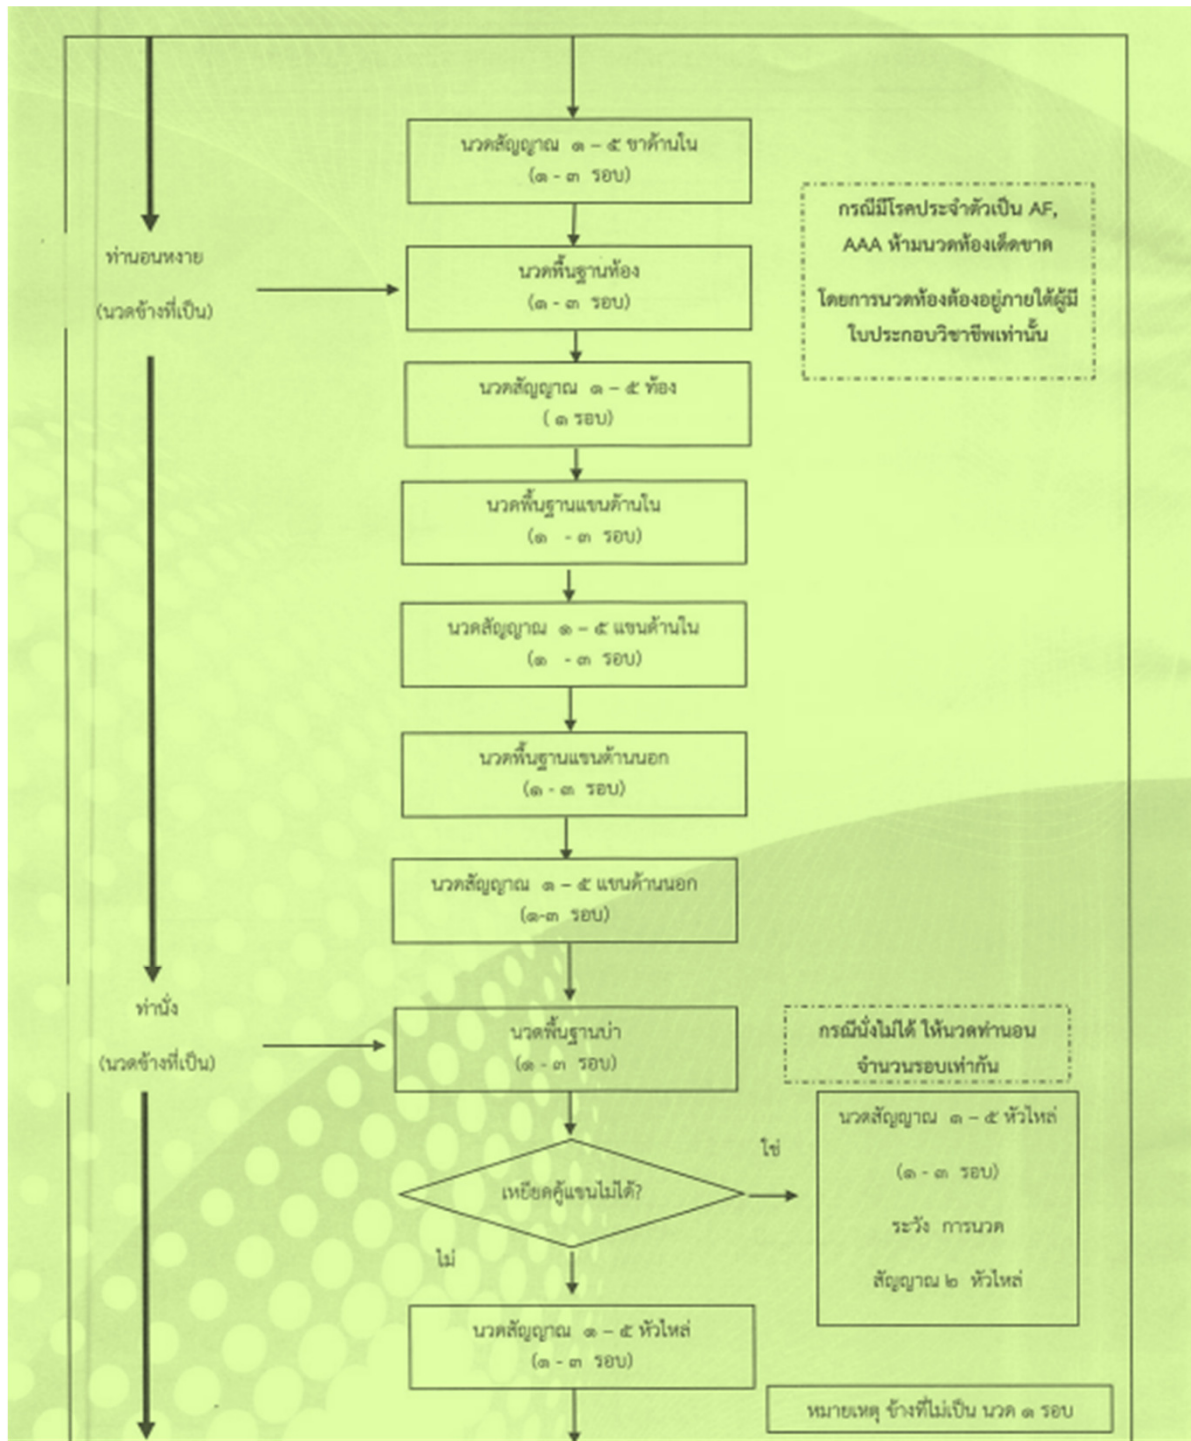 นวดสัญญาณ ๑ – ๕ ขาด้านใน
(๑ - ๓ รอบ)
กรณีมีโรคประจำตัวเป็น AF,
AAA ห้ามนวดท้องเด็ดขาด
โดยการนวดท้องต้องอยู่ภายใต้ผู้มี
ใบประกอบวิชาชีพเท่านั้น
ท่านอนหงาย
(นวดข้างที่เป็น)
นวดพื้นฐานท้อง
(๑ - ๓ รอบ)
นวดสัญญาณ ๑ – ๕ ท้อง
( ๑ รอบ)
นวดพื้นฐานแขนด้านใน
(๑ - ๓ รอบ)
นวดสัญญาณ ๑ – ๕ แขนด้านใน
(๑ - ๓ รอบ)
นวดพื้นฐานแขนด้านนอก
(๑ - ๓ รอบ)
นวดสัญญาณ ๑ – ๕ แขนด้านนอก
(๑-๓ รอบ)
ท่านั่ง
(นวดข้างที่เป็น)
นวดพื้นฐานบ่า
(๑ - ๓ รอบ)
กรณีนั่งไม่ได้ ให้นวดท่านอน
จำนวนรอบเท่ากัน
เหยียดคู้แขนไม่ได้?
ใช่
นวดสัญญาณ ๑ – ๕ หัวไหล่
(๑ - ๓ รอบ)
ระวัง การนวด
สัญญาณ ๒ หัวไหล่
ไม่
นวดสัญญาณ ๑ – ๕ หัวไหล่
(๑ - ๓ รอบ)
หมายเหตุ ข้างที่ไม่เป็น นวด ๑ รอบ